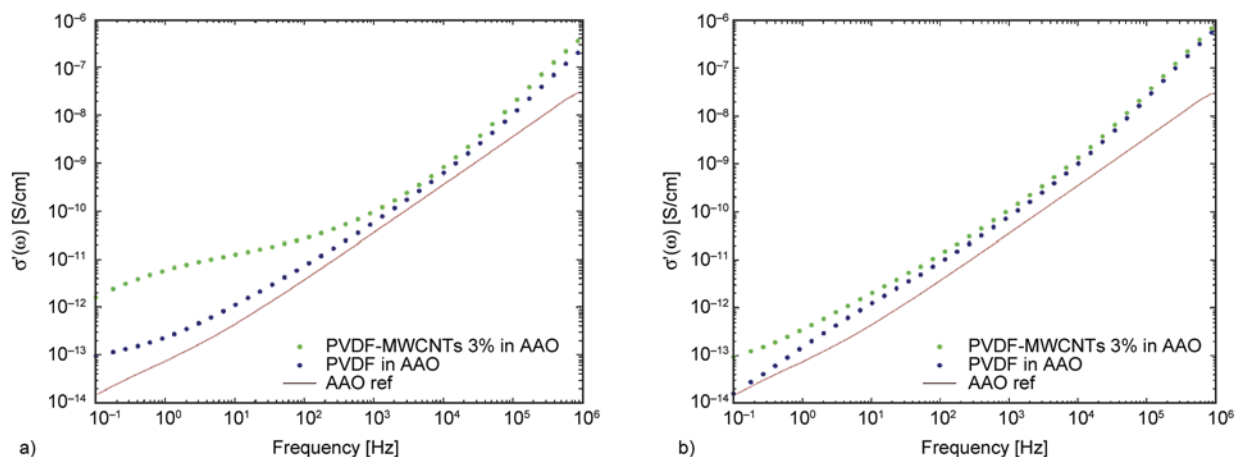 10⁻⁶
10⁻⁷
10⁻⁸
10⁻⁹
10⁻¹⁰
10⁻¹¹
10⁻¹²
10⁻¹³
10⁻¹⁴
σ′(ω) [S/cm]
PVDF-MWCNTs 3% in AAO
PVDF in AAO
AAO ref
10⁻¹ 10⁰ 10¹ 10² 10³ 10⁴ 10⁵ 10⁶
Frequency [Hz]
a)
10⁻⁶
10⁻⁷
10⁻⁸
10⁻⁹
10⁻¹⁰
10⁻¹¹
10⁻¹²
10⁻¹³
10⁻¹⁴
σ′(ω) [S/cm]
PVDF-MWCNTs 3% in AAO
PVDF in AAO
AAO ref
10⁻¹ 10⁰ 10¹ 10² 10³ 10⁴ 10⁵ 10⁶
Frequency [Hz]
b)